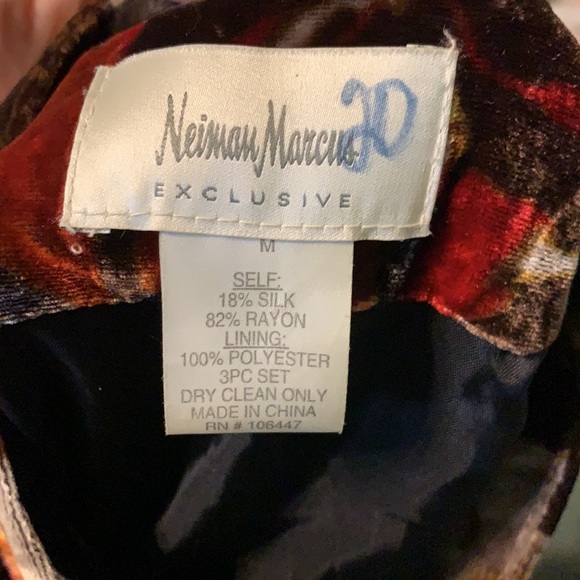 Neiman Marcus 20
EXCLUSIVE
M
SELF:
18% SILK
82% RAYON
LINING:
100% POLYESTER
3PC SET
DRY CLEAN ONLY
MADE IN CHINA
RN # 106447